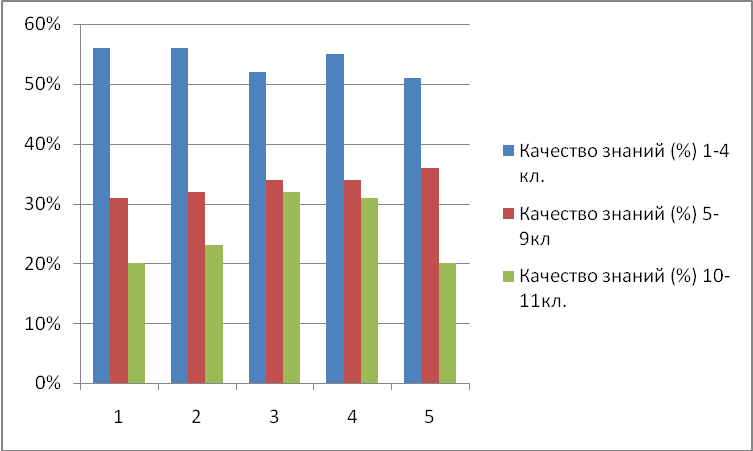 60%
50%
40%
30%
20%
10%
0%
1 2 3 4 5
Качество знаний (%) 1-4
кл.
Качество знаний (%) 5-
9кл
Качество знаний (%) 10-
11кл.